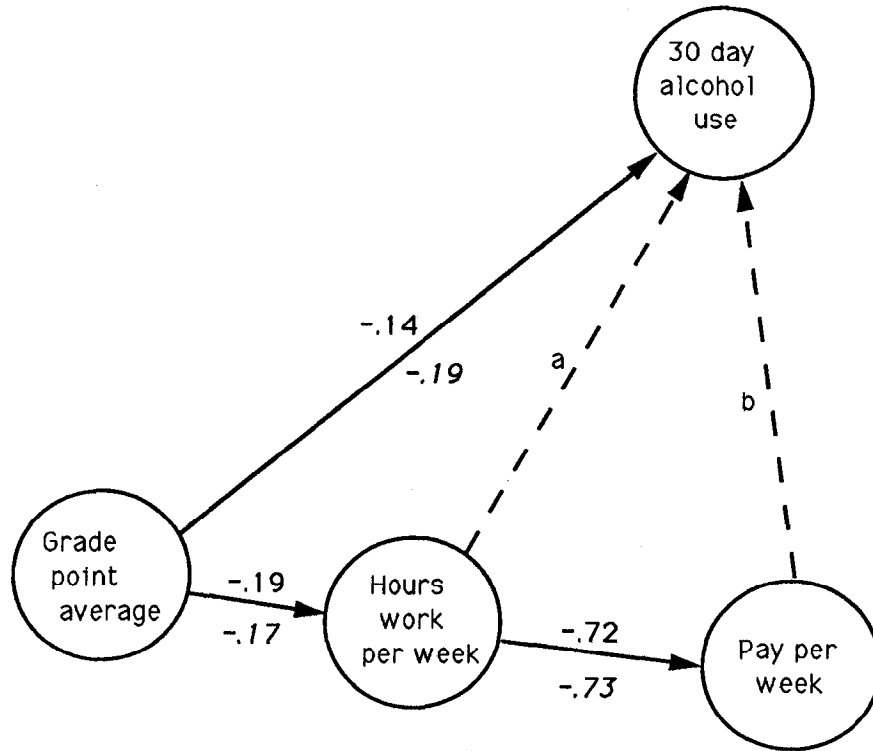 30 day
alcohol
use
-.14
-.19
a
b
Grade
point
average
-.19
-.17
Hours
work
per week
-.72
-.73
Pay per
week